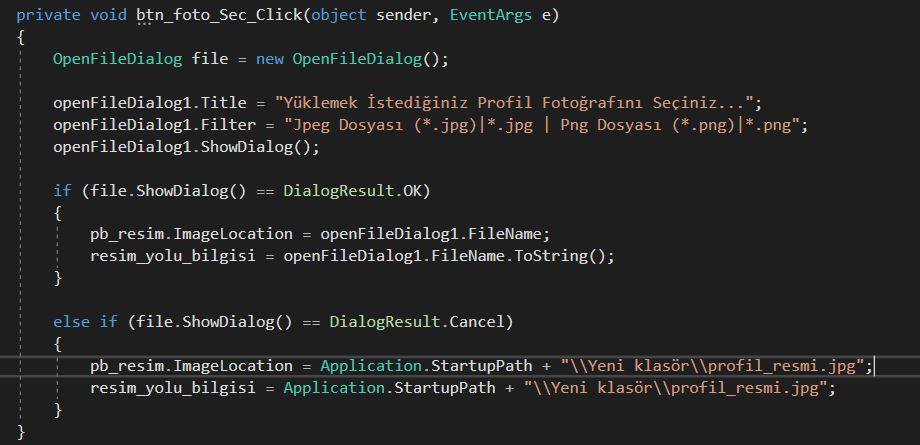 private void btn_foto_Sec_Click(object sender, EventArgs e)
{
OpenFileDialog file = new OpenFileDialog();
openFileDialog1.Title = "Yüklemek İstediğiniz Profil Fotoğrafını Seçiniz...";
openFileDialog1.Filter = "Jpeg Dosyası (*.jpg)|*.jpg | Png Dosyası (*.png)|*.png";
openFileDialog1.ShowDialog();
if (file.ShowDialog() == DialogResult.OK)
{
pb_resim.ImageLocation = openFileDialog1.FileName;
resim_yolu_bilgisi = openFileDialog1.FileName.ToString();
}
else if (file.ShowDialog() == DialogResult.Cancel)
{
pb_resim.ImageLocation = Application.StartupPath + "\\Yeni klasör\\profil_resmi.jpg";
resim_yolu_bilgisi = Application.StartupPath + "\\Yeni klasör\\profil_resmi.jpg";
}
}